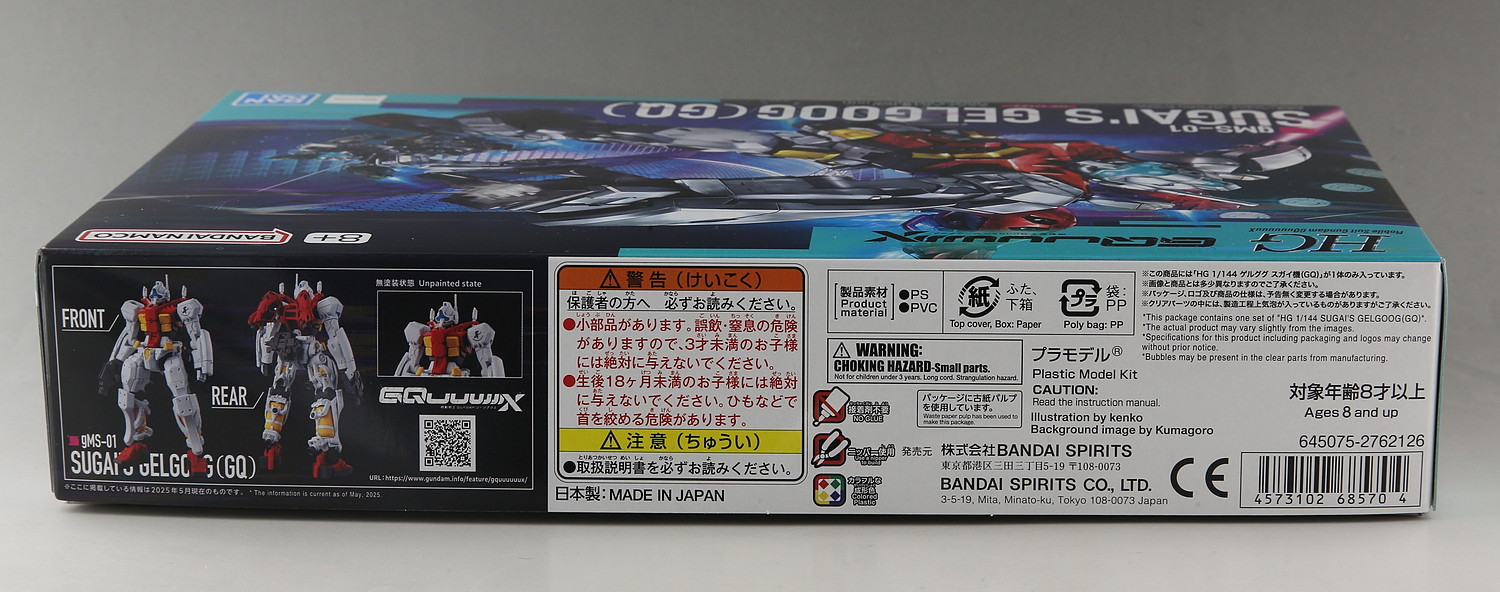 gMS-01
SUGAI'S GELGOOG(GQ)
HG
Mobile Suit Gundam GQuuuuuuX
GQuuuuuuX
BANDAI NAMCO
8+
FRONT
REAR
gMS-01
SUGAI'S GELGOOG(GQ)
無塗装状態 Unpainted state
GQuuuuuuX
URL:https://www.gundam.info/feature/gquuuuuux/
※ここに掲載している情報は2025年5月現在のものです。 * The information is current as of May, 2025.
警告(けいこく)
保護者の方へ 必ずお読みください。
●小部品があります。誤飲・窒息の危険
がありますので、3才未満のお子様
には絶対に与えないでください。
●生後18ヶ月未満のお子様には絶対
に与えないでください。ひもなどで
首を絞める危険があります。
注意(ちゅうい)
●取扱説明書を必ずお読みください。
日本製: MADE IN JAPAN
製品素材
Product material
●PS
●PVC
紙
ふた、
下箱
Top cover, Box: Paper
プラ
袋:
PP
Poly bag: PP
WARNING:
CHOKING HAZARD-Small parts.
Not for children under 3 years. Long cord. Strangulation hazard.
接着剤不要
NO GLUE
ニッパー使用
カラフルな
成形色
Colored
Plastic
パッケージに古紙パルプ
を使用しています。
Waste paper pulp has been used to
make this package.
プラモデル®
Plastic Model Kit
CAUTION:
Read the instruction manual.
Illustration by kenko
Background image by Kumagoro
発売元 株式会社BANDAI SPIRITS
東京都港区三田三丁目5-19 〒108-0073
BANDAI SPIRITS CO., LTD.
3-5-19, Mita, Minato-ku, Tokyo 108-0073 Japan
※この商品には「HG 1/144 ゲルググ スガイ機(GQ)」が1体のみ入っています。
※画像と商品とは多少異なりますのでご了承ください。
※パッケージ、ロゴ及び商品の仕様は、予告無く変更する場合があります。
※クリアパーツの中には、製造工程上気泡が入っているものがありますがご了承ください。
*This package contains one set of "HG 1/144 SUGAI'S GELGOOG(GQ)".
*The actual product may vary slightly from the images.
*Specifications for this product including packaging and logos may change
without prior notice.
*Bubbles may be present in the clear parts from manufacturing.
対象年齢8才以上
Ages 8 and up
645075-2762126
CE
4573102 685704